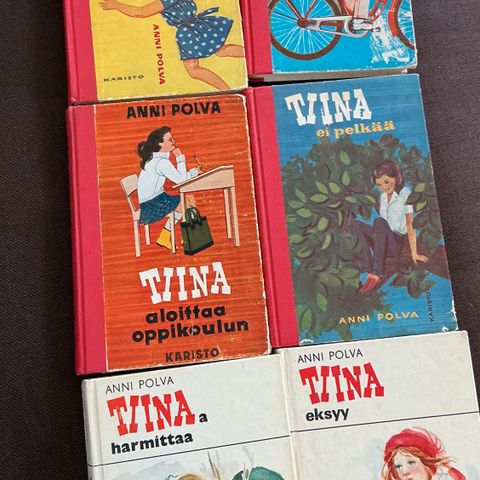 ANNI POLVA
KARISTO
ANNI POLVA
TIINA
aloittaa
oppikoulun
KARISTO
TIINA
ei pelkää
ANNI POLVA
KARISTO
ANNI POLVA
TIINAa
harmittaa
ANNI POLVA
TIINA
eksyy